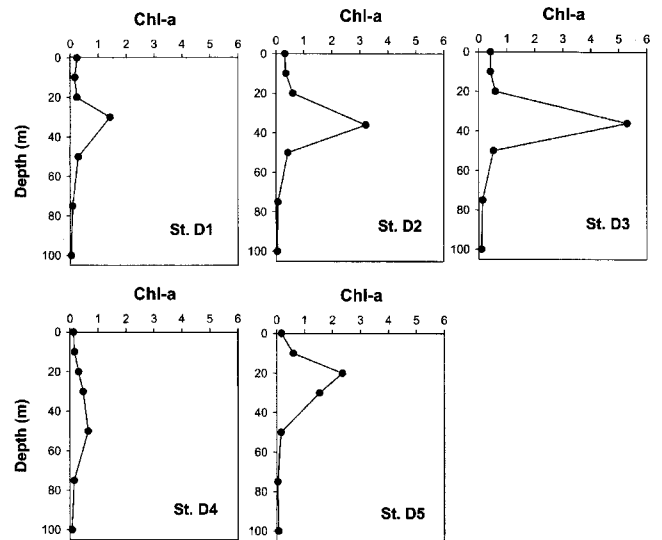 Chl-a Chl-a Chl-a
0 1 2 3 4 5 6 0 1 2 3 4 5 6 0 1 2 3 4 5 6
0 0 0
20 20 20
40 40 40
60 60 60
80 80 80
100 100 100
Depth (m)
St. D1 St. D2 St. D3
Chl-a Chl-a
0 1 2 3 4 5 6 0 1 2 3 4 5 6
0 0
20 20
40 40
60 60
80 80
100 100
Depth (m)
St. D4 St. D5